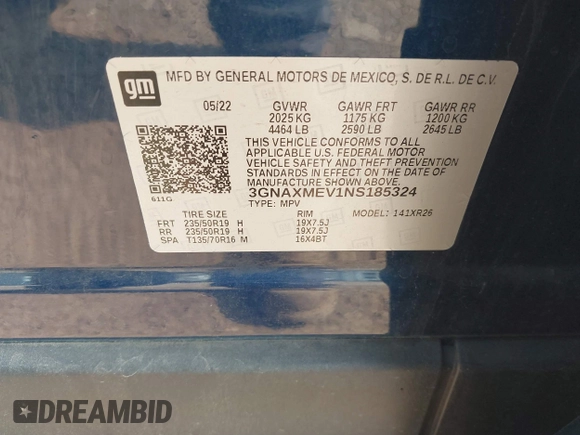 gm
MFD BY GENERAL MOTORS DE MEXICO, S. DE R.L. DE C.V.
05/22 GVWR GAWR FRT GAWR RR
2025 KG 1175 KG 1200 KG
4464 LB 2590 LB 2645 LB
THIS VEHICLE CONFORMS TO ALL
APPLICABLE U.S. FEDERAL MOTOR
VEHICLE SAFETY AND THEFT PREVENTION
STANDARDS IN EFFECT ON THE DATE OF
MANUFACTURE SHOWN ABOVE.
611G 3GNAXMEV1NS185324
TYPE: MPV MODEL: 141XR26
TIRE SIZE RIM
FRT 235/50R19 H 19X7.5J
RR 235/50R19 H 19X7.5J
SPA T135/70R16 M 16X4BT
DREAMBID